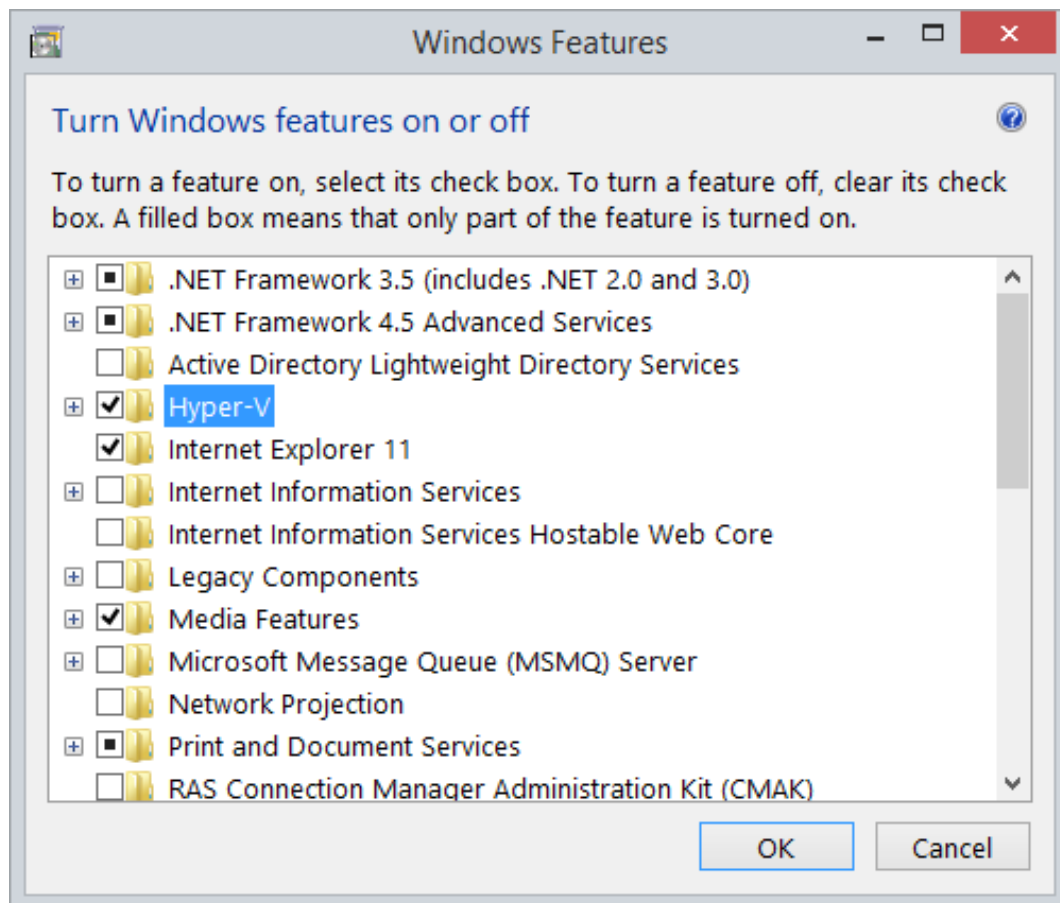 Windows Features
Turn Windows features on or off
To turn a feature on, select its check box. To turn a feature off, clear its check
box. A filled box means that only part of the feature is turned on.
.NET Framework 3.5 (includes .NET 2.0 and 3.0)
.NET Framework 4.5 Advanced Services
Active Directory Lightweight Directory Services
Hyper-V
Internet Explorer 11
Internet Information Services
Internet Information Services Hostable Web Core
Legacy Components
Media Features
Microsoft Message Queue (MSMQ) Server
Network Projection
Print and Document Services
RAS Connection Manager Administration Kit (CMAK)
OK Cancel